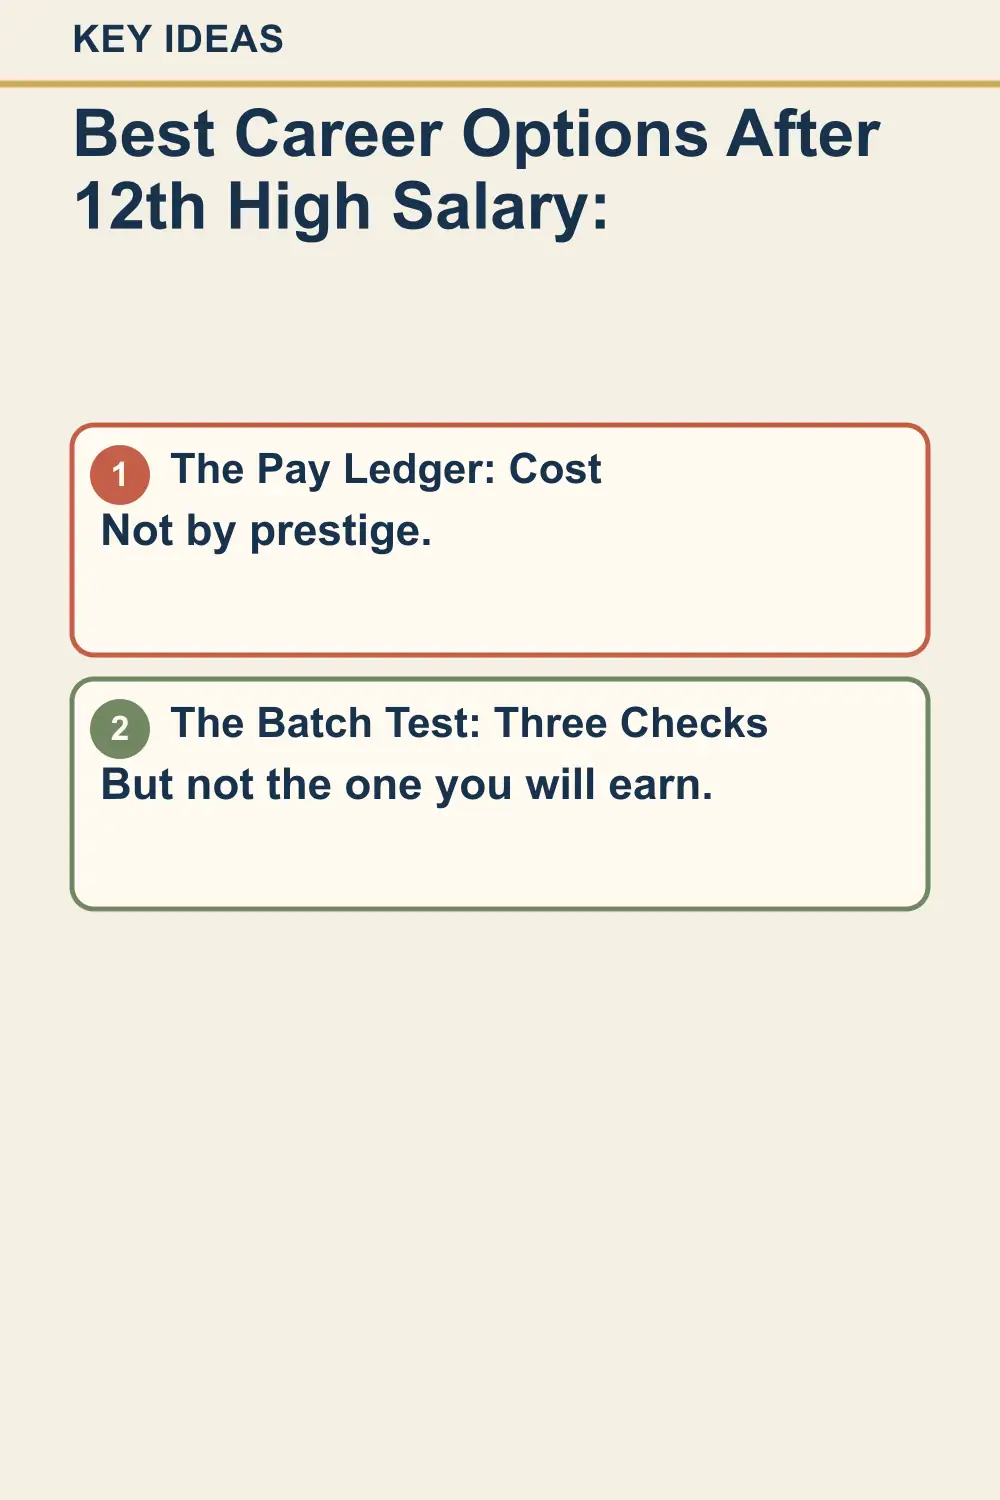 KEY IDEAS
Best Career Options After
12th High Salary:
1 The Pay Ledger: Cost
Not by prestige.
2 The Batch Test: Three Checks
But not the one you will earn.